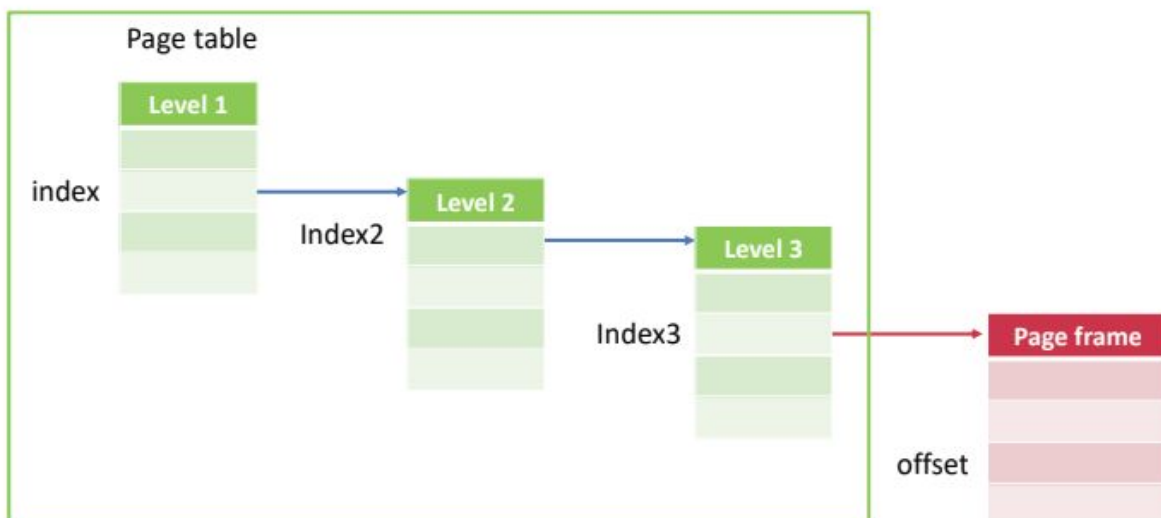 Page table
Level 1
index
Level 2
Index2
Level 3
Index3
Page frame
offset